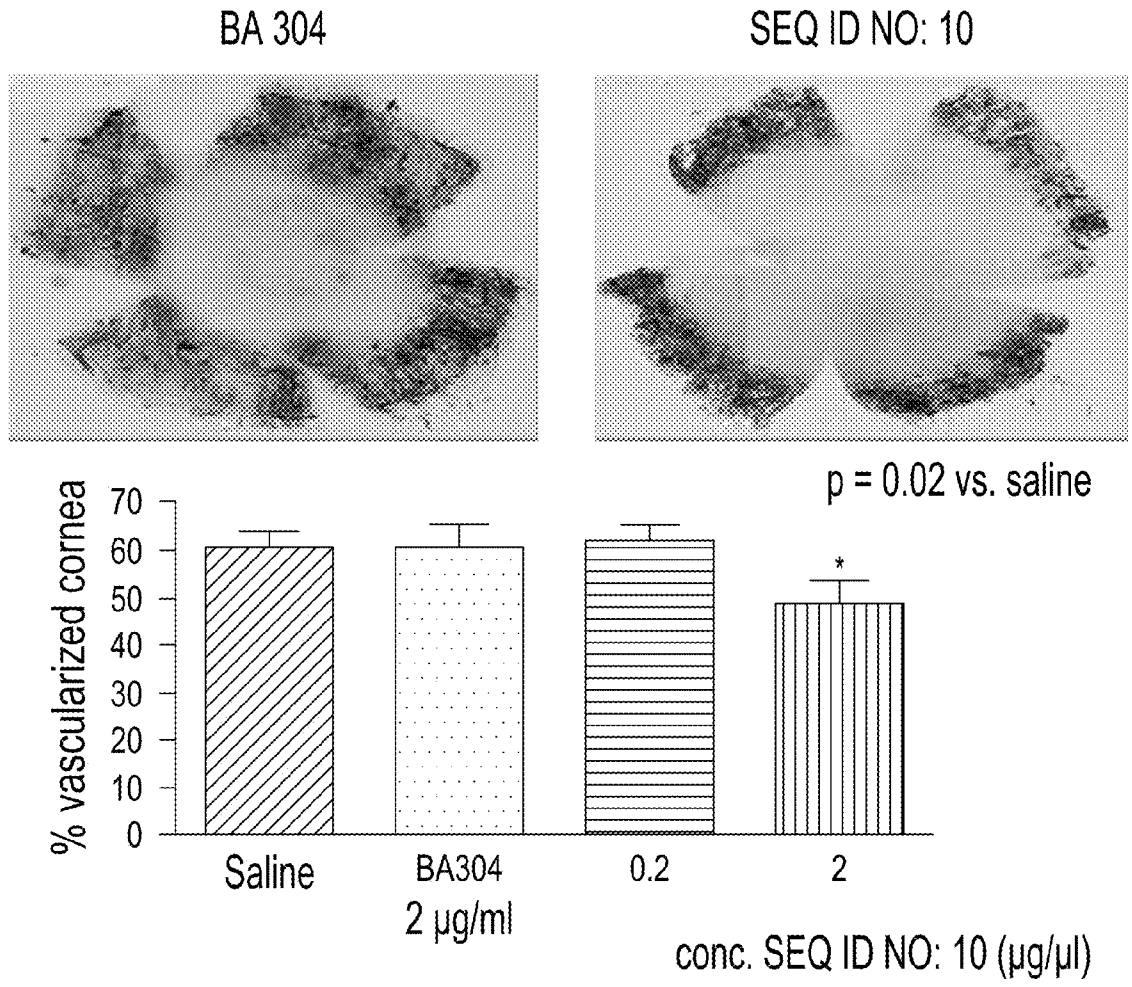 BA 304
SEQ ID NO: 10
p = 0.02 vs. saline
% vascularized cornea
70
60
50
40
30
20
10
0
*
Saline
BA304
2 µg/ml
0.2
2
conc. SEQ ID NO: 10 (µg/µl)